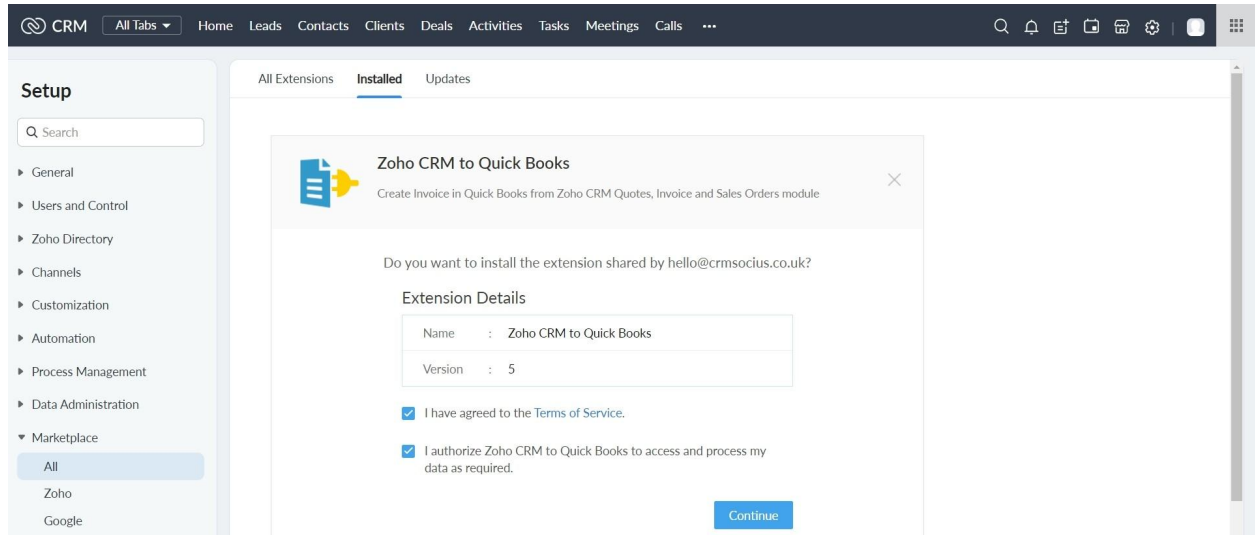 CRM All Tabs Home Leads Contacts Clients Deals Activities Tasks Meetings Calls ...
Setup
Search
General
Users and Control
Zoho Directory
Channels
Customization
Automation
Process Management
Data Administration
Marketplace
All
Zoho
Google
All Extensions Installed Updates
Zoho CRM to Quick Books
Create Invoice in Quick Books from Zoho CRM Quotes, Invoice and Sales Orders module
Do you want to install the extension shared by hello@crmsocius.co.uk?
Extension Details
Name : Zoho CRM to Quick Books
Version : 5
I have agreed to the Terms of Service.
I authorize Zoho CRM to Quick Books to access and process my
data as required.
Continue